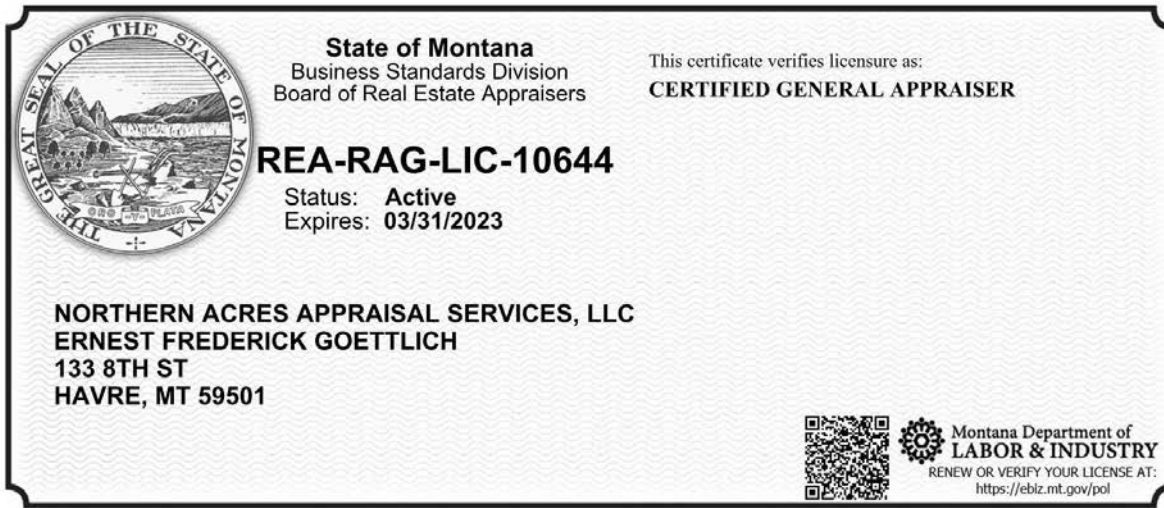 THE GREAT SEAL OF THE STATE OF MONTANA
ORO Y PLATA
State of Montana
Business Standards Division
Board of Real Estate Appraisers
REA-RAG-LIC-10644
Status: Active
Expires: 03/31/2023
This certificate verifies licensure as:
CERTIFIED GENERAL APPRAISER
NORTHERN ACRES APPRAISAL SERVICES, LLC
ERNEST FREDERICK GOETTLICH
133 8TH ST
HAVRE, MT 59501
Montana Department of
LABOR & INDUSTRY
RENEW OR VERIFY YOUR LICENSE AT:
https://ebiz.mt.gov/pol